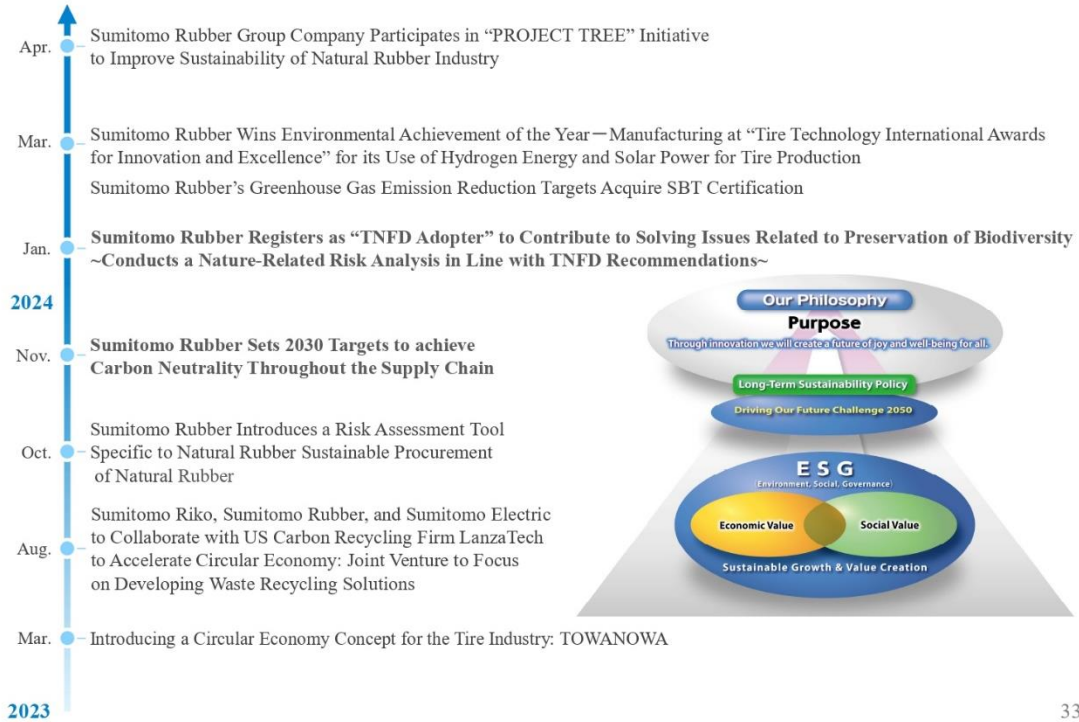 Apr.
Sumitomo Rubber Group Company Participates in “PROJECT TREE” Initiative
to Improve Sustainability of Natural Rubber Industry
Mar.
Sumitomo Rubber Wins Environmental Achievement of the Year－Manufacturing at “Tire Technology International Awards
for Innovation and Excellence” for its Use of Hydrogen Energy and Solar Power for Tire Production
Sumitomo Rubber’s Greenhouse Gas Emission Reduction Targets Acquire SBT Certification
Jan.
Sumitomo Rubber Registers as “TNFD Adopter” to Contribute to Solving Issues Related to Preservation of Biodiversity
~Conducts a Nature-Related Risk Analysis in Line with TNFD Recommendations~
2024
Nov.
Sumitomo Rubber Sets 2030 Targets to achieve
Carbon Neutrality Throughout the Supply Chain
Oct.
Sumitomo Rubber Introduces a Risk Assessment Tool
Specific to Natural Rubber Sustainable Procurement
of Natural Rubber
Aug.
Sumitomo Riko, Sumitomo Rubber, and Sumitomo Electric
to Collaborate with US Carbon Recycling Firm LanzaTech
to Accelerate Circular Economy: Joint Venture to Focus
on Developing Waste Recycling Solutions
Mar.
Introducing a Circular Economy Concept for the Tire Industry: TOWANOWA
2023
Our Philosophy
Purpose
Through innovation we will create a future of joy and well-being for all.
Long-Term Sustainability Policy
Driving Our Future Challenge 2050
ESG
(Environment, Social, Governance)
Economic Value
Social Value
Sustainable Growth & Value Creation
33